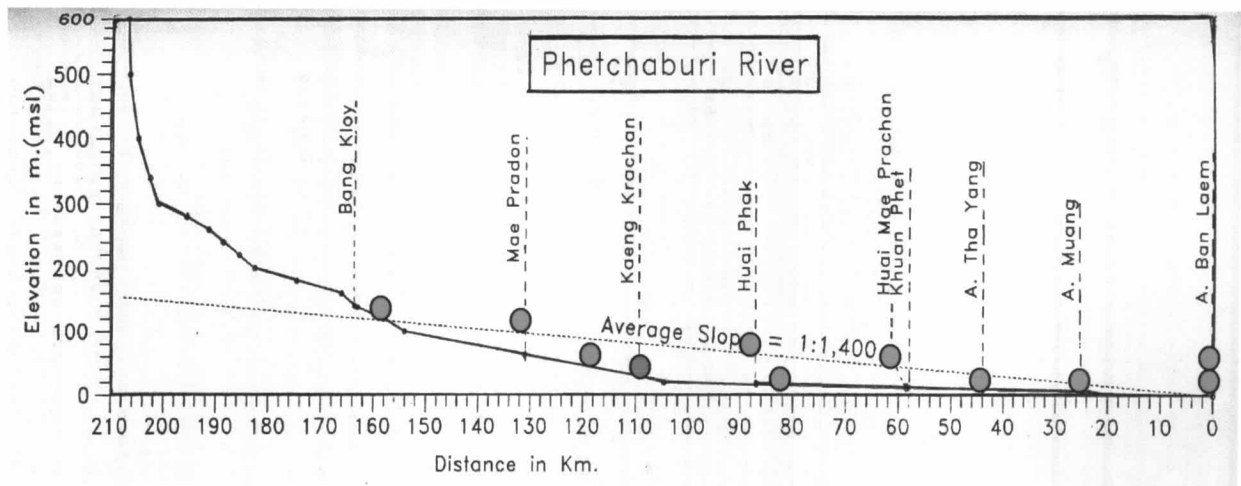 Phetchaburi River
Elevation in m.(msl)
600
500
400
300
200
100
0
Bang Kloy
Mae Pradon
Kaeng Krachan
Huai Phak
Huai Mae Prachan
Khuan Phet
A. Tha Yang
A. Muang
A. Ban Laem
Average Slop = 1:1,400
210 200 190 180 170 160 150 140 130 120 110 100 90 80 70 60 50 40 30 20 10 0
Distance in Km.